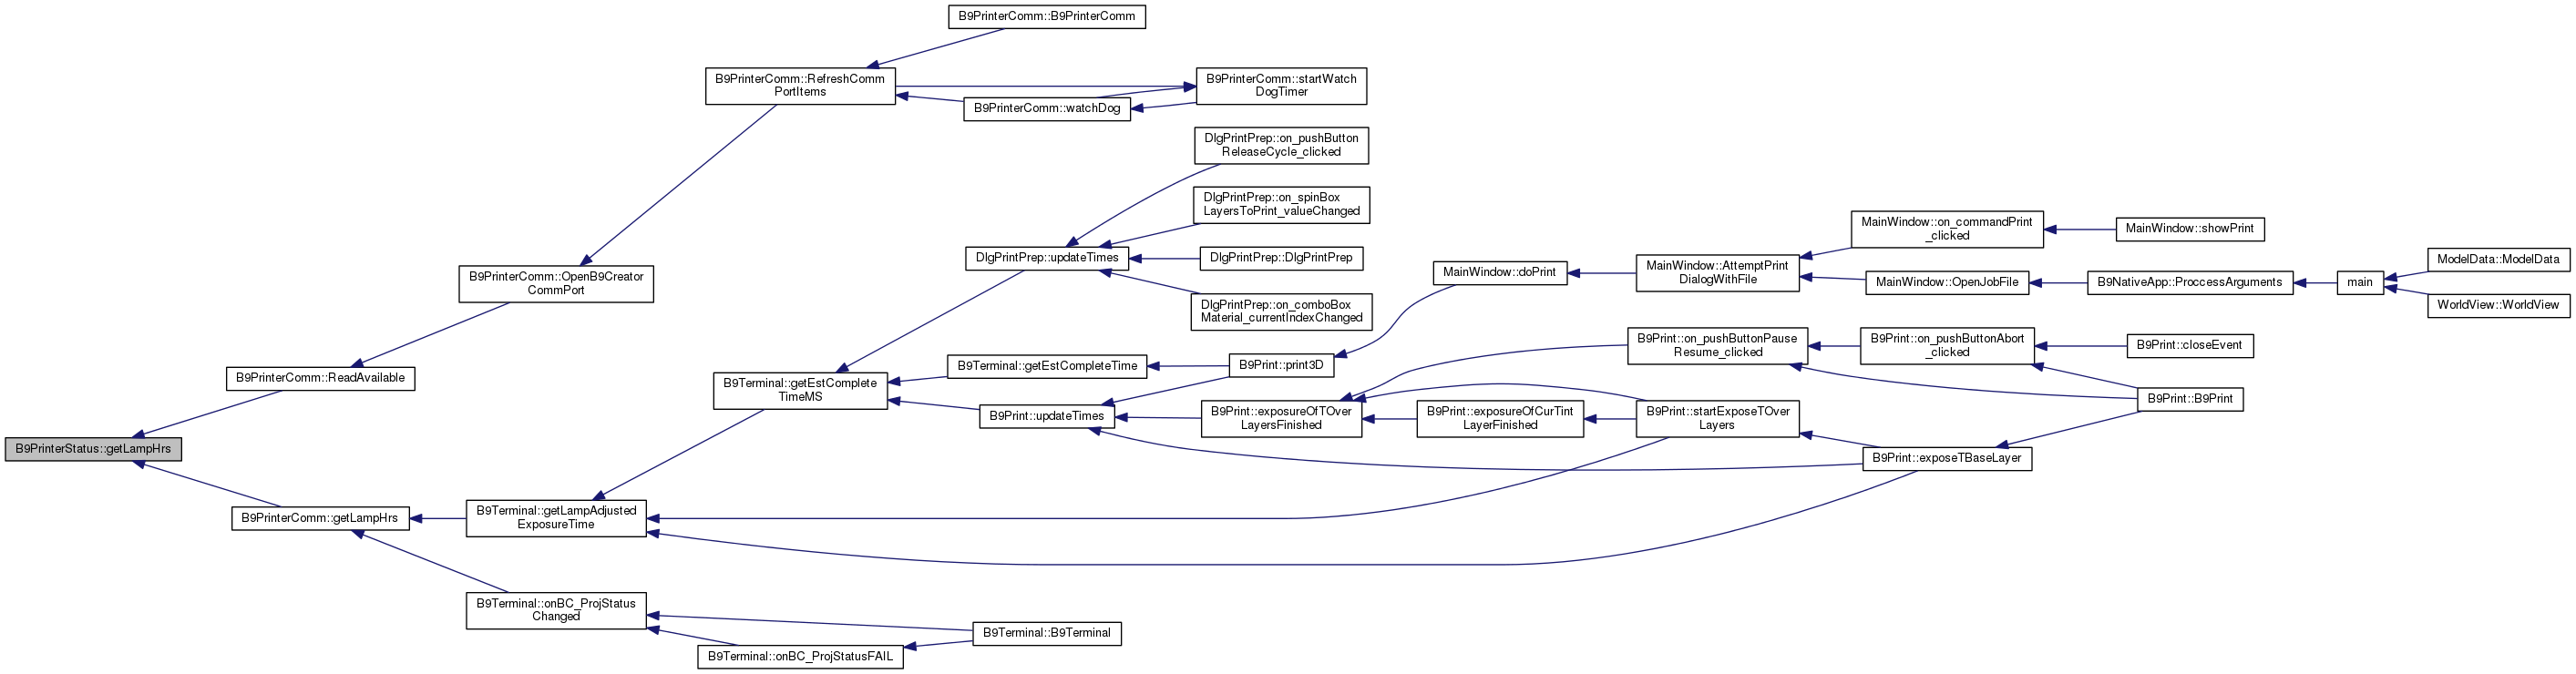 B9PrinterComm::B9PrinterComm
B9PrinterComm::RefreshComm
PortItems
B9PrinterComm::startWatch
DogTimer
B9PrinterComm::watchDog
DlgPrintPrep::on_pushButton
ReleaseCycle_clicked
DlgPrintPrep::on_spinBox
LayersToPrint_valueChanged
DlgPrintPrep::updateTimes
DlgPrintPrep::DlgPrintPrep
DlgPrintPrep::on_comboBox
Material_currentIndexChanged
MainWindow::on_commandPrint
_clicked
MainWindow::showPrint
MainWindow::doPrint
MainWindow::AttemptPrint
DialogWithFile
MainWindow::OpenJobFile
B9NativeApp::ProccessArguments
main
ModelData::ModelData
WorldView::WorldView
B9PrinterComm::OpenB9Creator
CommPort
B9PrinterComm::ReadAvailable
B9Terminal::getEstComplete
TimeMS
B9Terminal::getEstCompleteTime
B9Print::print3D
B9Print::on_pushButtonPause
Resume_clicked
B9Print::on_pushButtonAbort
_clicked
B9Print::closeEvent
B9Print::updateTimes
B9Print::exposureOfTOver
LayersFinished
B9Print::exposureOfCurTint
LayerFinished
B9Print::startExposeTOver
Layers
B9Print::B9Print
B9Print::exposeTBaseLayer
B9PrinterStatus::getLampHrs
B9PrinterComm::getLampHrs
B9Terminal::getLampAdjusted
ExposureTime
B9Terminal::onBC_ProjStatus
Changed
B9Terminal::B9Terminal
B9Terminal::onBC_ProjStatusFAIL